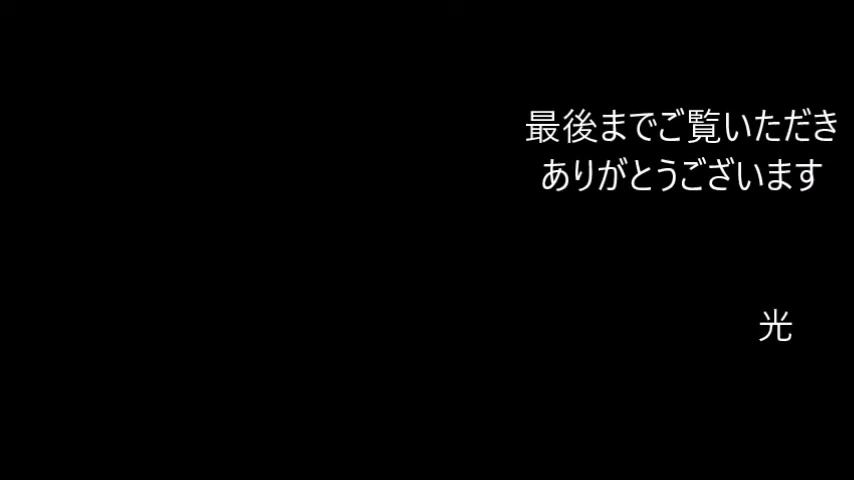 最後までご覧いただき
ありがとうございます
光